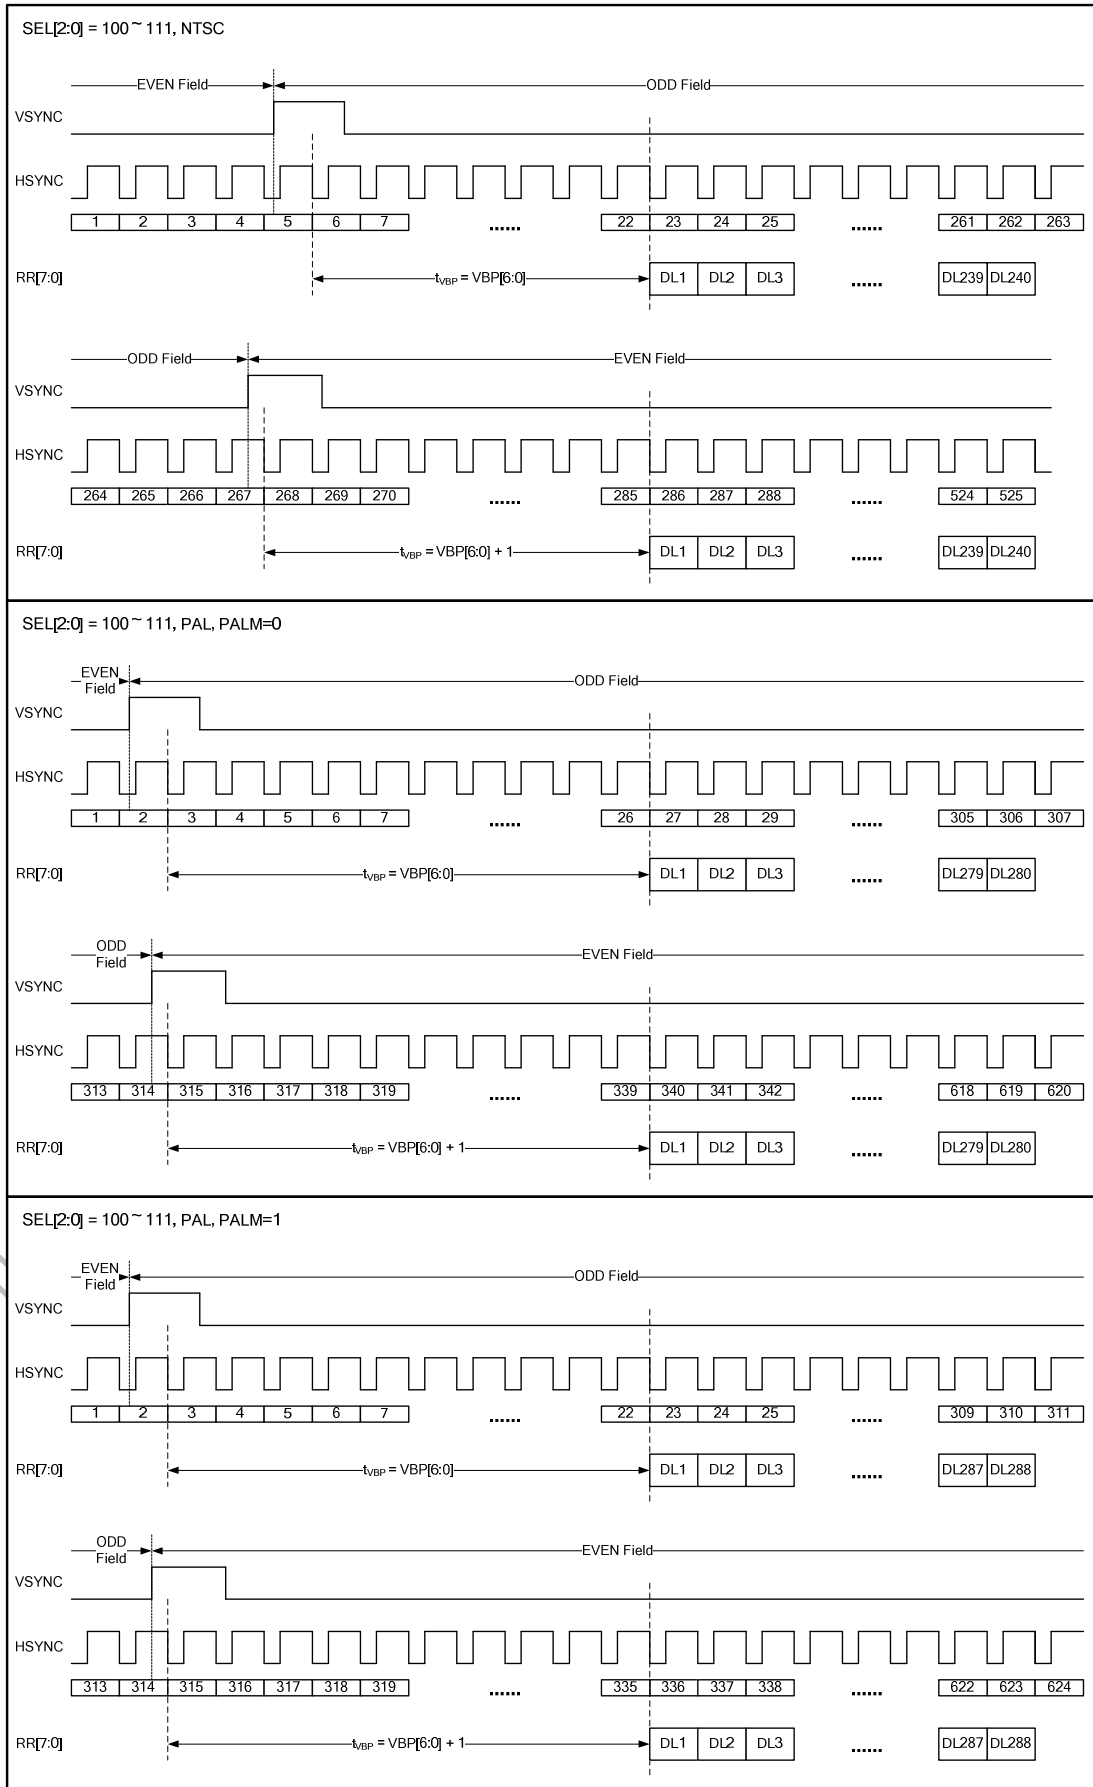 SEL[2:0] = 100 ~ 111, NTSC
EVEN Field ODD Field
VSYNC
HSYNC
1 2 3 4 5 6 7 ...... 22 23 24 25 ...... 261 262 263
RR[7:0] tVBP = VBP[6:0] DL1 DL2 DL3 ...... DL239 DL240
ODD Field EVEN Field
VSYNC
HSYNC
264 265 266 267 268 269 270 ...... 285 286 287 288 ...... 524 525
RR[7:0] tVBP = VBP[6:0] + 1 DL1 DL2 DL3 ...... DL239 DL240
SEL[2:0] = 100 ~ 111, PAL, PALM=0
EVEN Field ODD Field
VSYNC
HSYNC
1 2 3 4 5 6 7 ...... 26 27 28 29 ...... 305 306 307
RR[7:0] tVBP = VBP[6:0] DL1 DL2 DL3 ...... DL279 DL280
ODD Field EVEN Field
VSYNC
HSYNC
313 314 315 316 317 318 319 ...... 339 340 341 342 ...... 618 619 620
RR[7:0] tVBP = VBP[6:0] + 1 DL1 DL2 DL3 ...... DL279 DL280
SEL[2:0] = 100 ~ 111, PAL, PALM=1
EVEN Field ODD Field
VSYNC
HSYNC
1 2 3 4 5 6 7 ...... 22 23 24 25 ...... 309 310 311
RR[7:0] tVBP = VBP[6:0] DL1 DL2 DL3 ...... DL287 DL288
ODD Field EVEN Field
VSYNC
HSYNC
313 314 315 316 317 318 319 ...... 335 336 337 338 ...... 622 623 624
RR[7:0] tVBP = VBP[6:0] + 1 DL1 DL2 DL3 ...... DL287 DL288